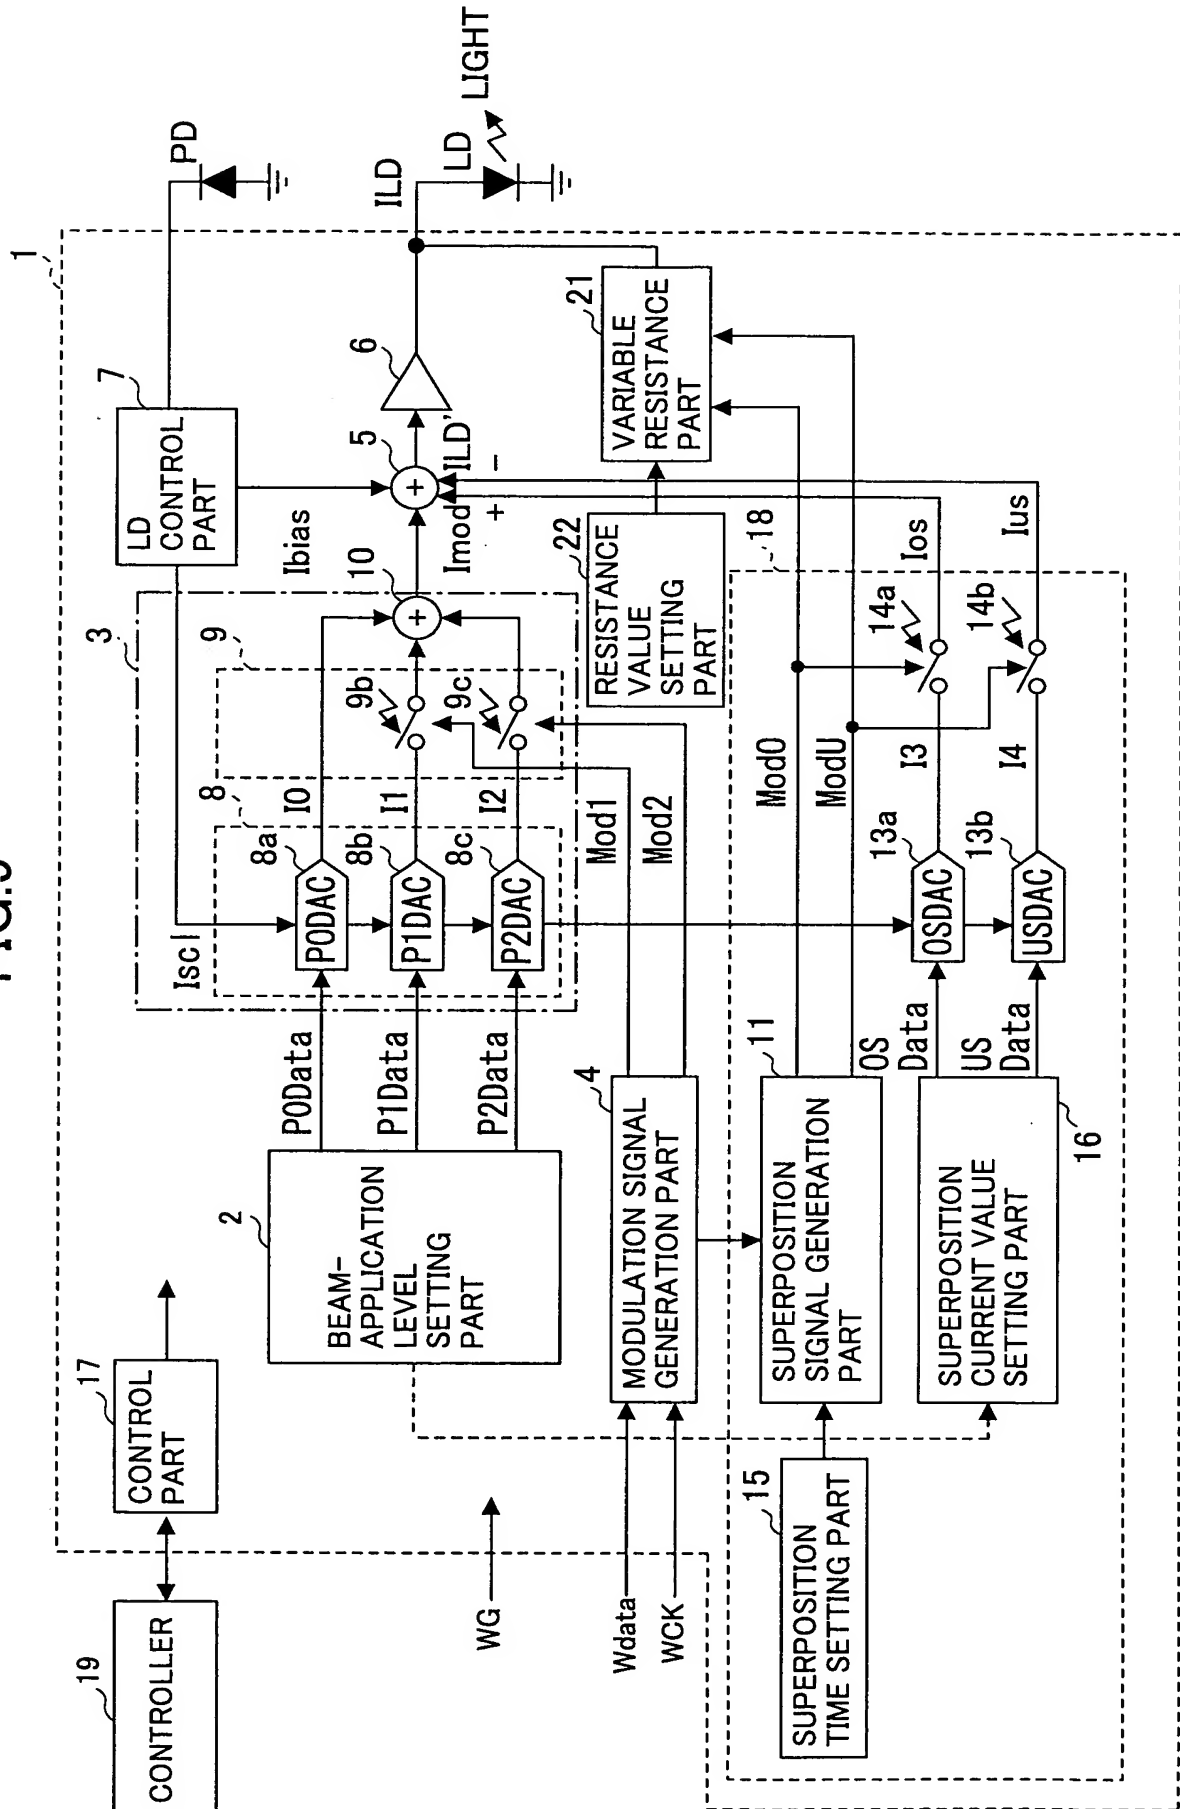 1
7
LD CONTROL
PART
PD
ILD
LD
LIGHT
6
5
ILD'
+
+
-
Ibias
Imod
10
+
3
9
9b
9c
8
I0
I1
I2
8a
P0DAC
8b
P1DAC
8c
P2DAC
Iscl
P0Data
P1Data
P2Data
2
BEAM-
APPLICATION
LEVEL
SETTING
PART
17
CONTROL
PART
19
CONTROLLER
WG
Wdata
WCK
4
MODULATION SIGNAL
GENERATION PART
Mod1
Mod2
21
VARIABLE
RESISTANCE
PART
22
RESISTANCE
VALUE
SETTING
PART
18
Ios
Ius
14a
14b
ModO
ModU
I3
I4
13a
OSDAC
13b
USDAC
OS
Data
US
Data
11
SUPERPOSITION
SIGNAL GENERATION
PART
16
SUPERPOSITION
CURRENT VALUE
SETTING PART
15
SUPERPOSITION
TIME SETTING PART